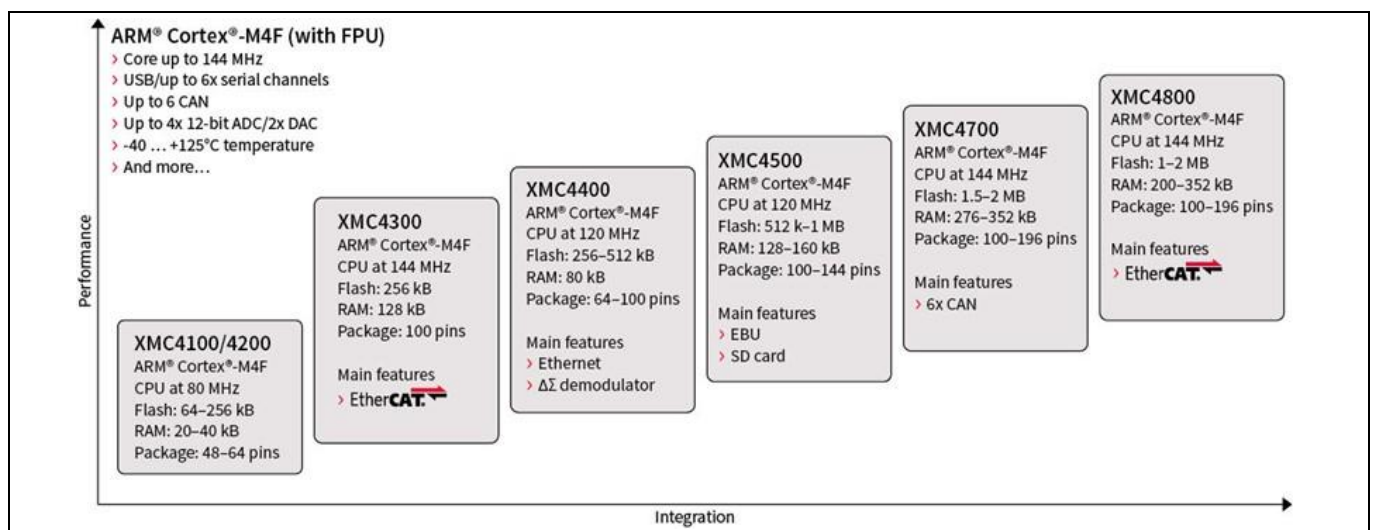 ARM® Cortex®-M4F (with FPU)
› Core up to 144 MHz
› USB/up to 6x serial channels
› Up to 6 CAN
› Up to 4x 12-bit ADC/2x DAC
› -40 … +125°C temperature
› And more…
Performance
XMC4100/4200
ARM® Cortex®-M4F
CPU at 80 MHz
Flash: 64–256 kB
RAM: 20–40 kB
Package: 48–64 pins
XMC4300
ARM® Cortex®-M4F
CPU at 144 MHz
Flash: 256 kB
RAM: 128 kB
Package: 100 pins
Main features
› EtherCAT.
XMC4400
ARM® Cortex®-M4F
CPU at 120 MHz
Flash: 256–512 kB
RAM: 80 kB
Package: 64–100 pins
Main features
› Ethernet
› ΔΣ demodulator
XMC4500
ARM® Cortex®-M4F
CPU at 120 MHz
Flash: 512 k–1 MB
RAM: 128–160 kB
Package: 100–144 pins
Main features
› EBU
› SD card
XMC4700
ARM® Cortex®-M4F
CPU at 144 MHz
Flash: 1.5–2 MB
RAM: 276–352 kB
Package: 100–196 pins
Main features
› 6x CAN
XMC4800
ARM® Cortex®-M4F
CPU at 144 MHz
Flash: 1–2 MB
RAM: 200–352 kB
Package: 100–196 pins
Main features
› EtherCAT.
Integration